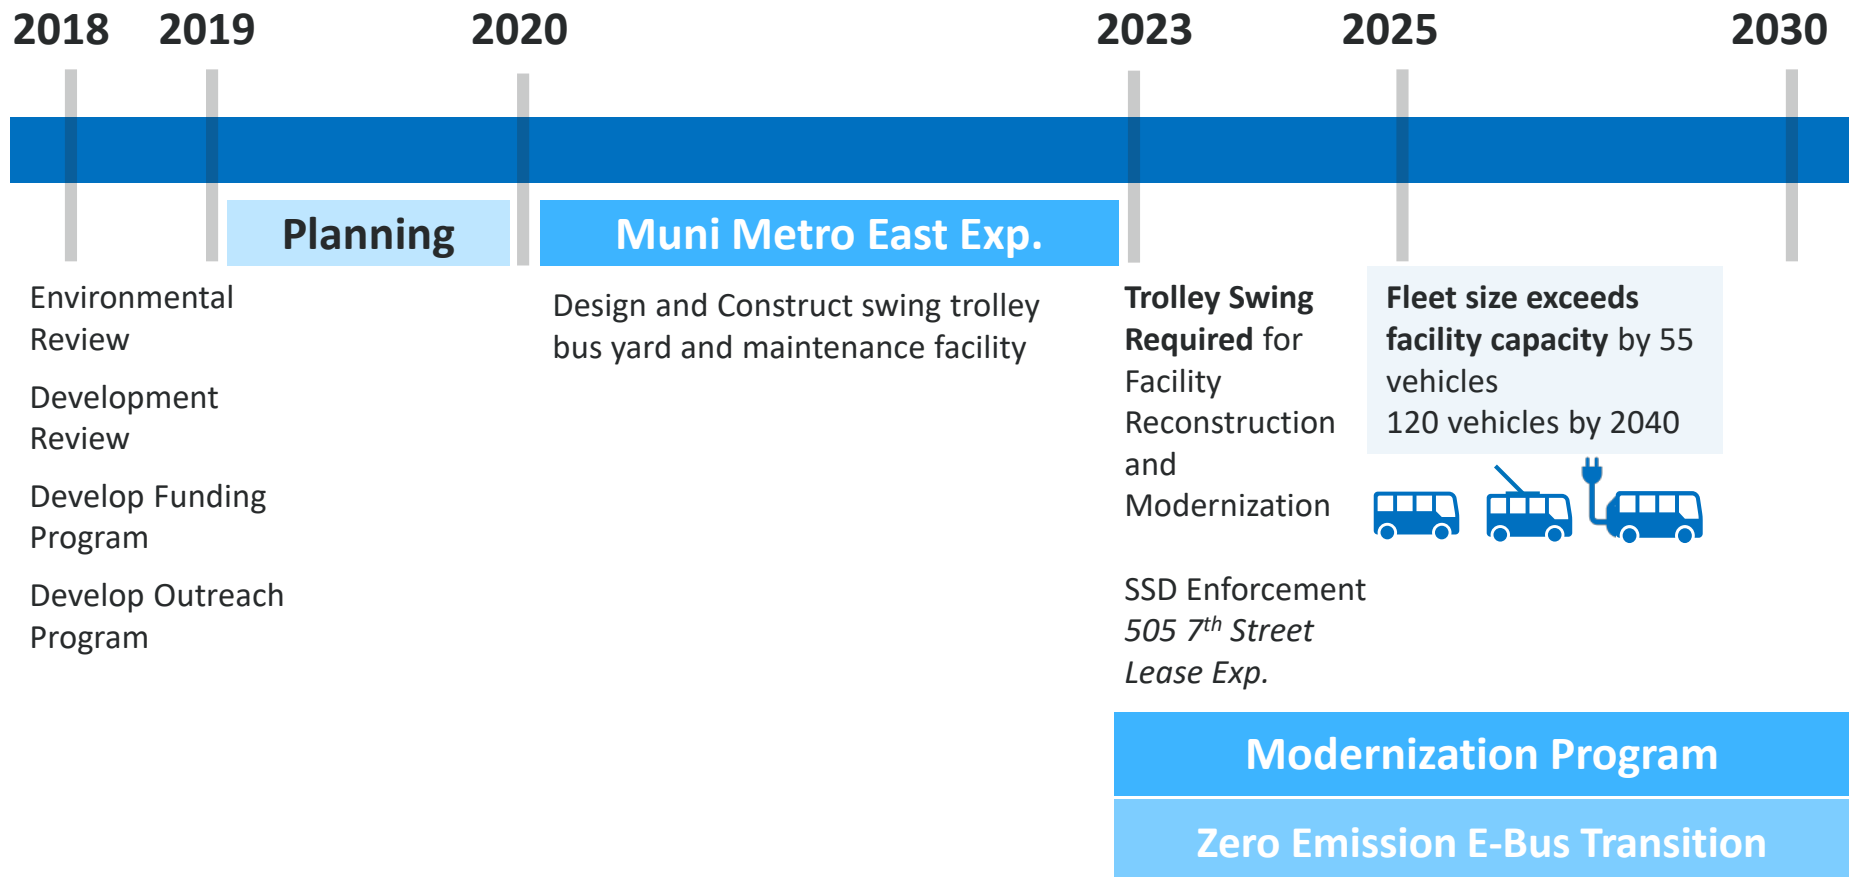 2018 2019 2020 2023 2025 2030
Planning
Muni Metro East Exp.
Environmental
Review
Development
Review
Develop Funding
Program
Develop Outreach
Program
Design and Construct swing trolley
bus yard and maintenance facility
Trolley Swing
Required for
Facility
Reconstruction
and
Modernization
SSD Enforcement
505 7th Street
Lease Exp.
Fleet size exceeds
facility capacity by 55
vehicles
120 vehicles by 2040
Modernization Program
Zero Emission E-Bus Transition